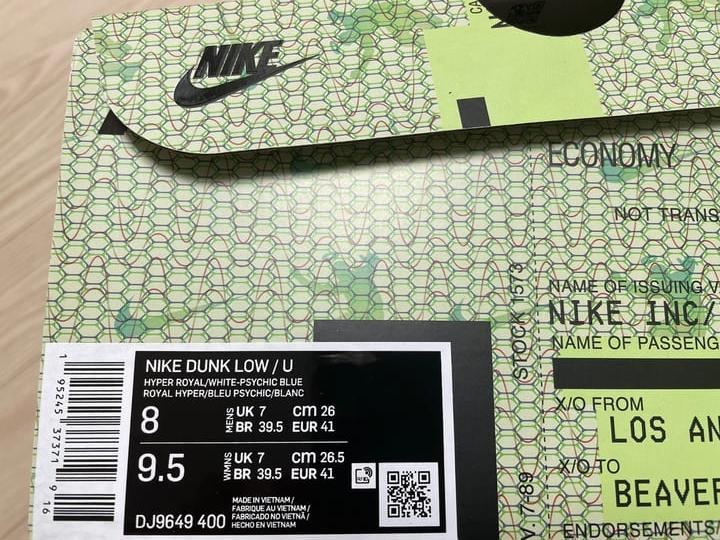 NIKE
ECONOMY
NOT TRANS
STOCK 1573
NAME OF ISSUING
NIKE INC/
NAME OF PASSENG
X/O FROM
LOS AN
X/O TO
BEAVER
ENDORSEMENTS/
V. 7-89
NIKE DUNK LOW / U
HYPER ROYAL/WHITE-PSYCHIC BLUE
ROYAL HYPER/BLEU PSYCHIC/BLANC
8 MENS UK 7 cm 26
BR 39.5 EUR 41
9.5 WMNS UK 7 cm 26.5
BR 39.5 EUR 41
MADE IN VIETNAM /
FABRIQUE AU VIETNAM /
FABRICADO NO VIETNÃ /
HECHO EN VIETNAM
DJ9649 400
1 95245 37371 9 16